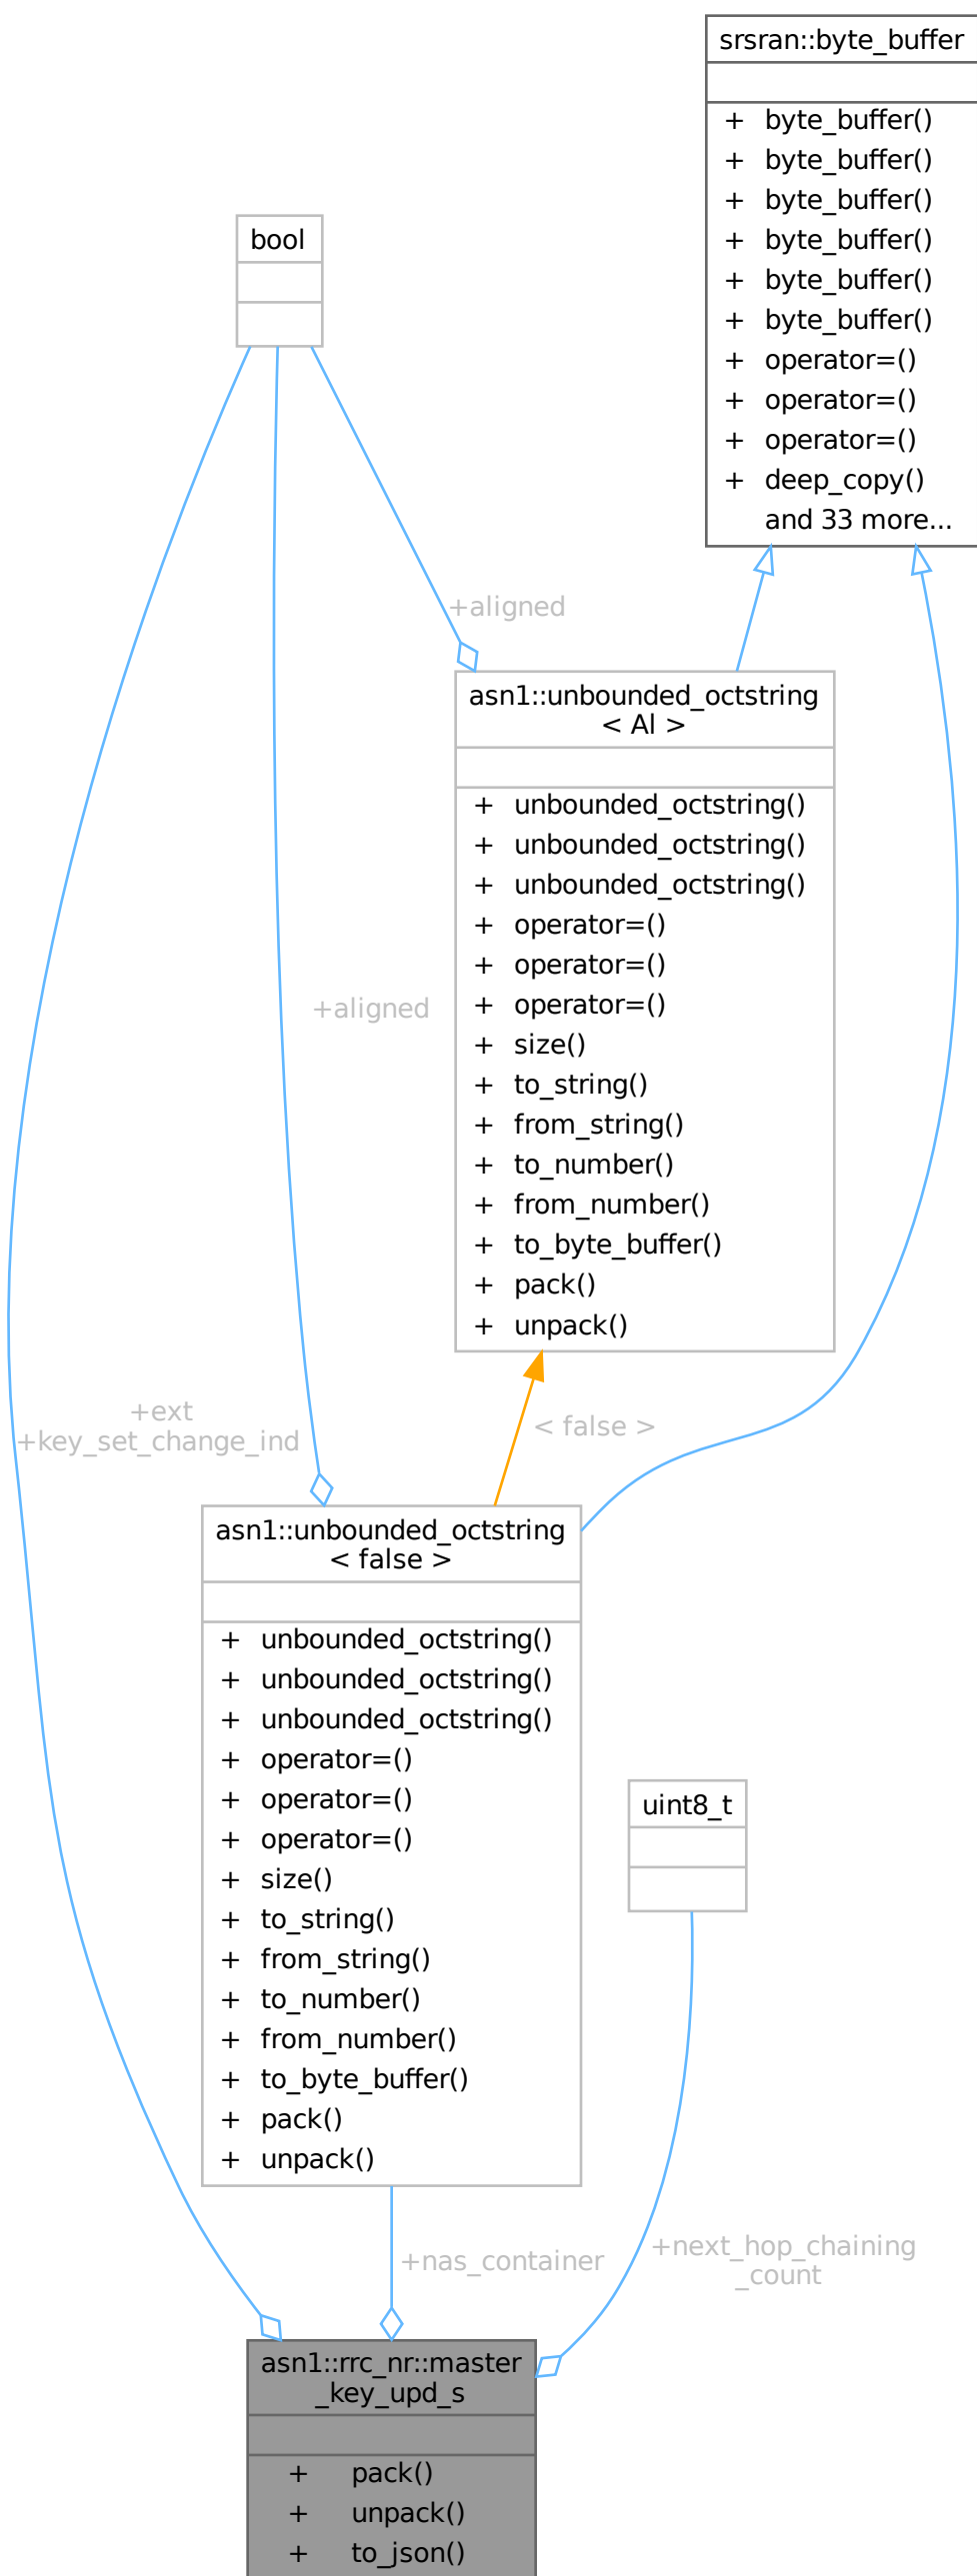 srsran::byte_buffer
+ byte_buffer()
+ byte_buffer()
+ byte_buffer()
+ byte_buffer()
+ byte_buffer()
+ byte_buffer()
+ operator=()
+ operator=()
+ operator=()
+ deep_copy()
and 33 more...
bool
+aligned
asn1::unbounded_octstring
< Al >
+ unbounded_octstring()
+ unbounded_octstring()
+ unbounded_octstring()
+ operator=()
+ operator=()
+ operator=()
+ size()
+ to_string()
+ from_string()
+ to_number()
+ from_number()
+ to_byte_buffer()
+ pack()
+ unpack()
+aligned
+ext
+key_set_change_ind
< false >
asn1::unbounded_octstring
< false >
+ unbounded_octstring()
+ unbounded_octstring()
+ unbounded_octstring()
+ operator=()
+ operator=()
+ operator=()
+ size()
+ to_string()
+ from_string()
+ to_number()
+ from_number()
+ to_byte_buffer()
+ pack()
+ unpack()
uint8_t
+nas_container
+next_hop_chaining
_count
asn1::rrc_nr::master
_key_upd_s
+ pack()
+ unpack()
+ to_json()